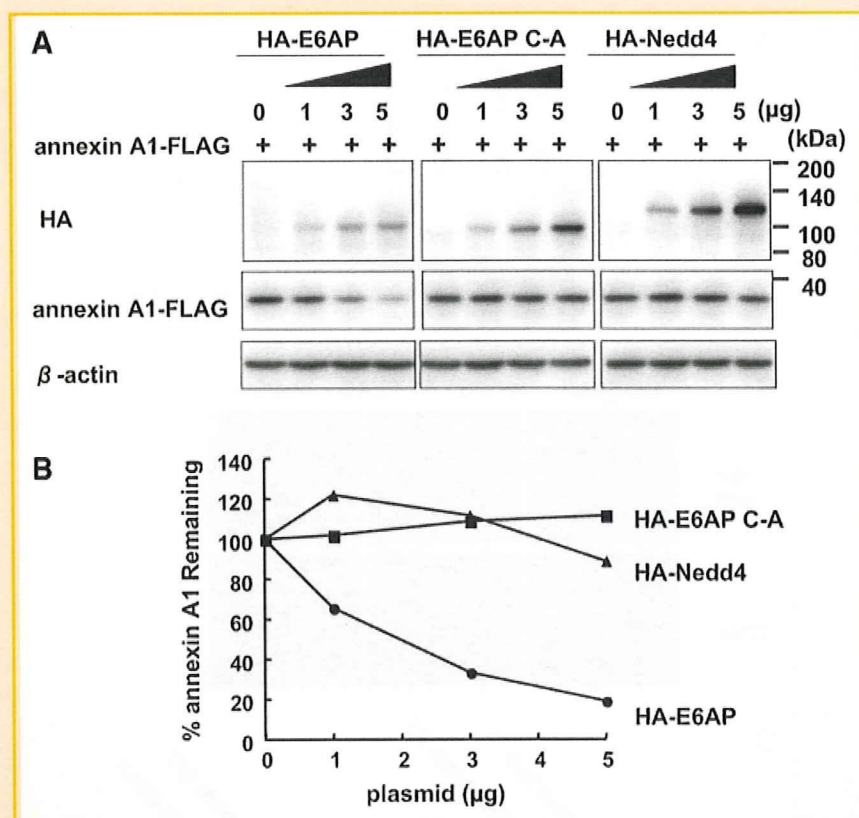 A
HA-E6AP HA-E6AP C-A HA-Nedd4
0 1 3 5 0 1 3 5 0 1 3 5 (μg)
annexin A1-FLAG + + + + + + + + + + + + (kDa)
HA
200
140
100
80
annexin A1-FLAG
40
β-actin
B
% annexin A1 Remaining
140
120
100
80
60
40
20
0
0 1 2 3 4 5
plasmid (μg)
HA-E6AP C-A
HA-Nedd4
HA-E6AP